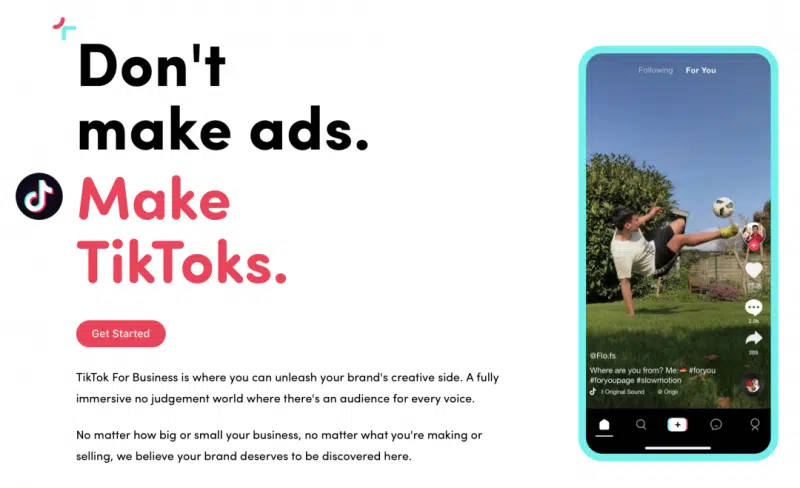 Don't
make ads.
Make
TikToks.
Get Started
TikTok For Business is where you can unleash your brand's creative side. A fully
immersive no judgement world where there's an audience for every voice.
No matter how big or small your business, no matter what you're making or
selling, we believe your brand deserves to be discovered here.
Following For You
@Flo.fs
Where are you from? Me: #foryou
#foryoupage #slowmotion
Original Sound